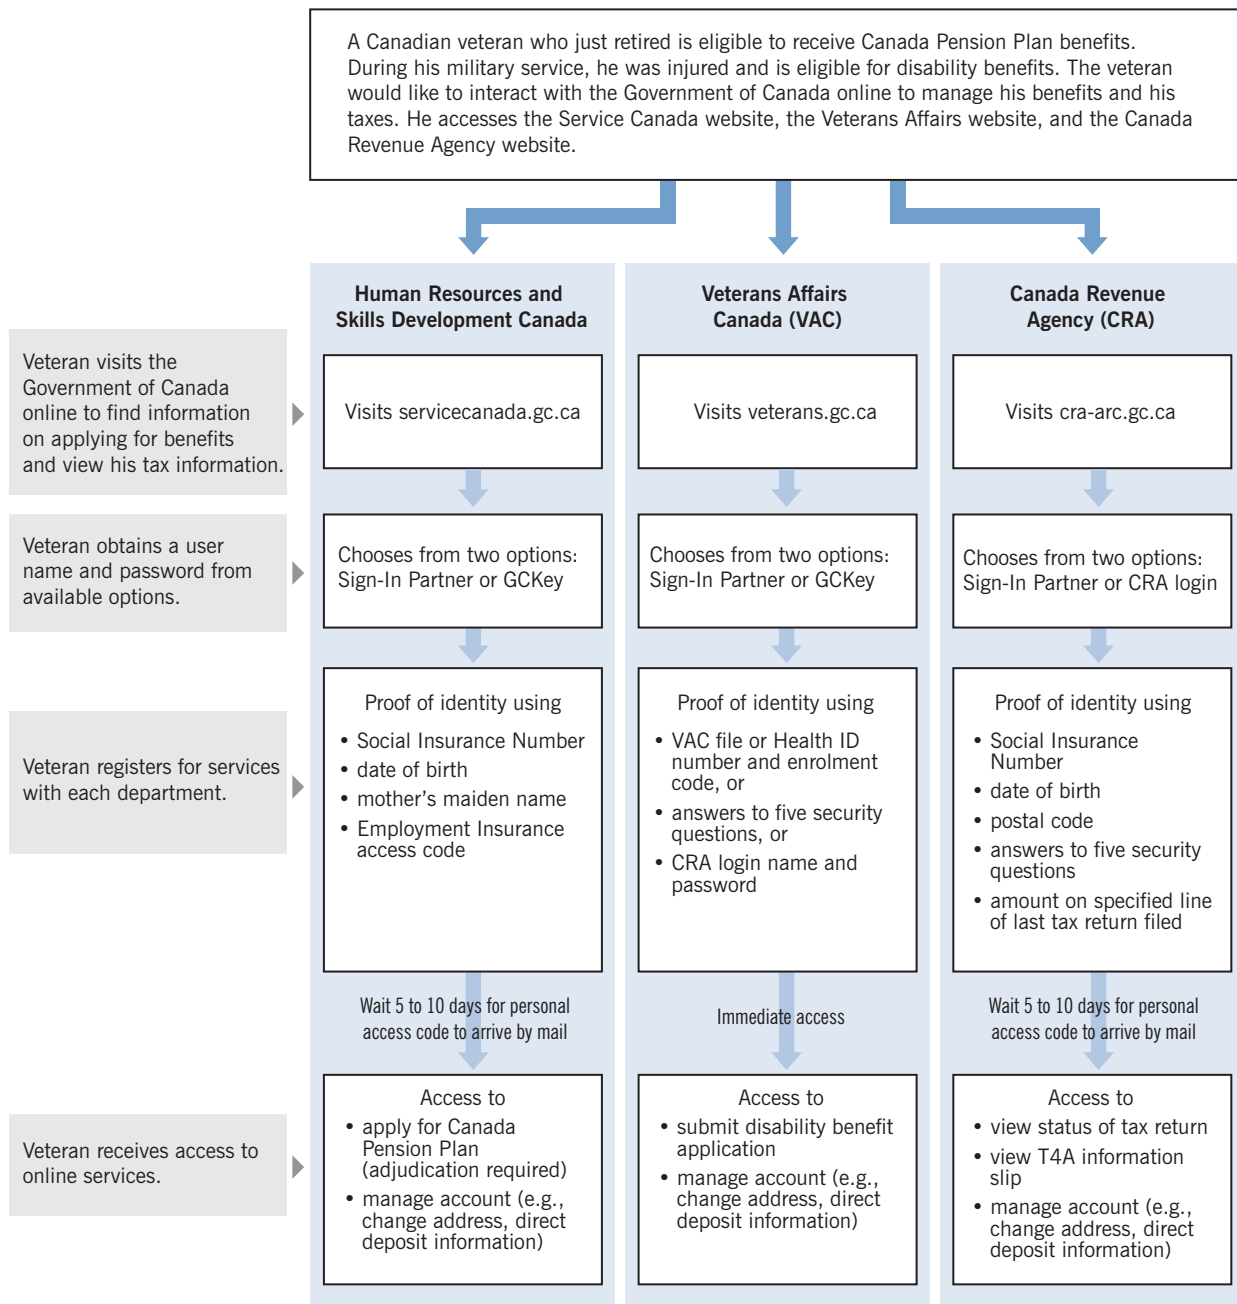 A Canadian veteran who just retired is eligible to receive Canada Pension Plan benefits.
During his military service, he was injured and is eligible for disability benefits. The veteran
would like to interact with the Government of Canada online to manage his benefits and his
taxes. He accesses the Service Canada website, the Veterans Affairs website, and the Canada
Revenue Agency website.
Human Resources and
Skills Development Canada
Veterans Affairs
Canada (VAC)
Canada Revenue
Agency (CRA)
Veteran visits the
Government of Canada
online to find information
on applying for benefits
and view his tax information.
Visits servicecanada.gc.ca
Visits veterans.gc.ca
Visits cra-arc.gc.ca
Veteran obtains a user
name and password from
available options.
Chooses from two options:
Sign-In Partner or GCKey
Chooses from two options:
Sign-In Partner or GCKey
Chooses from two options:
Sign-In Partner or CRA login
Veteran registers for services
with each department.
Proof of identity using
• Social Insurance Number
• date of birth
• mother's maiden name
• Employment Insurance
access code
Proof of identity using
• VAC file or Health ID
number and enrolment
code, or
• answers to five security
questions, or
• CRA login name and
password
Proof of identity using
• Social Insurance
Number
• date of birth
• postal code
• answers to five security
questions
• amount on specified line
of last tax return filed
Wait 5 to 10 days for personal
access code to arrive by mail
Immediate access
Wait 5 to 10 days for personal
access code to arrive by mail
Veteran receives access to
online services.
Access to
• apply for Canada
Pension Plan
(adjudication required)
• manage account (e.g.,
change address, direct
deposit information)
Access to
• submit disability benefit
application
• manage account (e.g.,
change address, direct
deposit information)
Access to
• view status of tax return
• view T4A information
slip
• manage account (e.g.,
change address, direct
deposit information)